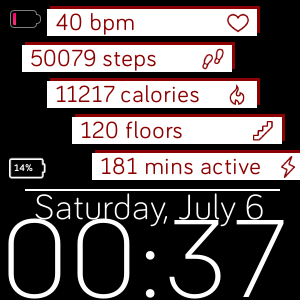 40 bpm
50079 steps
11217 calories
120 floors
181 mins active
14%
Saturday, July 6
00:37